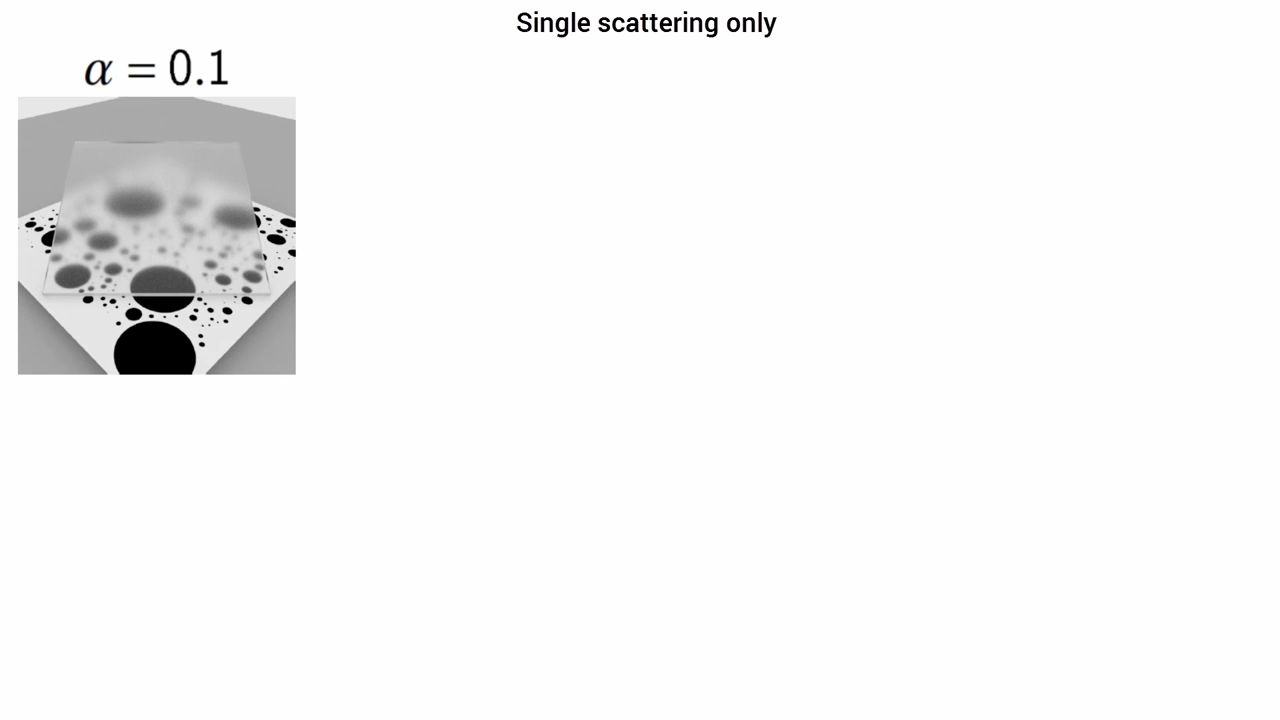 Single scattering only
α = 0.1